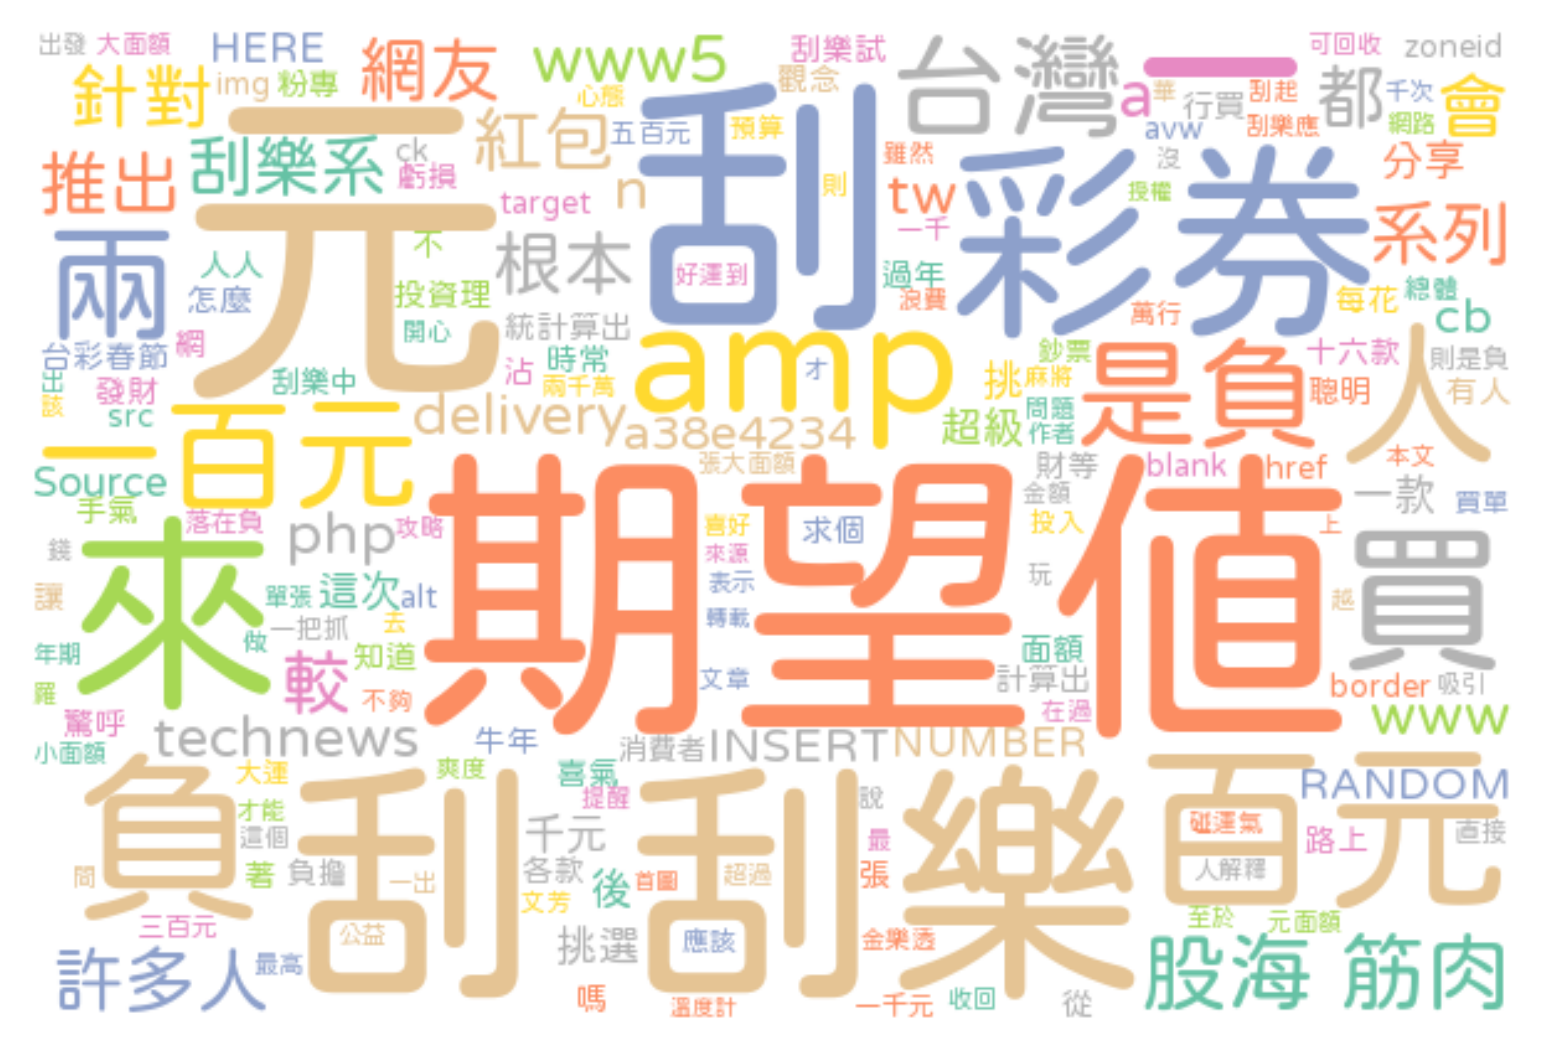 出發 大面額 HERE 網友 www5 刮樂試 台灣 一 可回收 zoneid
針對 img 粉專 心態 觀念 a 華 行買 刮起 都 千次 會
元 紅包 五百元 刮 預算 avw 刮樂應 網路
推出 刮樂系 ck 虧損 雖然 沒 分享
target n 則 tw 彩券 授權 系列
兩 人人 不 根本 好運到 一千 過年
怎麼 投資理 浪費 萬行 每花 總體 cb
台彩春節 網 開心 統計算出 amp 鈔票 是負 十六款 人 則是負
出 發財 刮樂中 沾 時常 才 挑 麻將 聰明 有人
該 src 兩千萬 問題
一百元 delivery a38e4234 超級 作者
Source 張大面額 財等 blank href 本文
手氣 落在負 php 攻略 期望值 喜好 求個 金額 投入 一款 買單
錢 來 來源 上 買
讓 單張 這次 alt 表示 玩 越
做 一把抓 去 轉載
年期 較 知道 文章 面額
羅 不夠 計算出 border 吸引
驚呼 在過 www
小面額 technews 牛年 消費者 INSERT NUMBER
負 大運 爽度 喜氣 百元 RANDOM
才能 刮 提醒 刮樂 說
這個 千元 最 碰運氣 路上 直接
問 著 負擔 一出 各款 後 首圖 超過 張 人解釋
三百元 文芳 至於 元面額
許多人 最高 公益 挑選 應該 金樂透 股海 筋肉
嗎 溫度計 一千元 收回 從